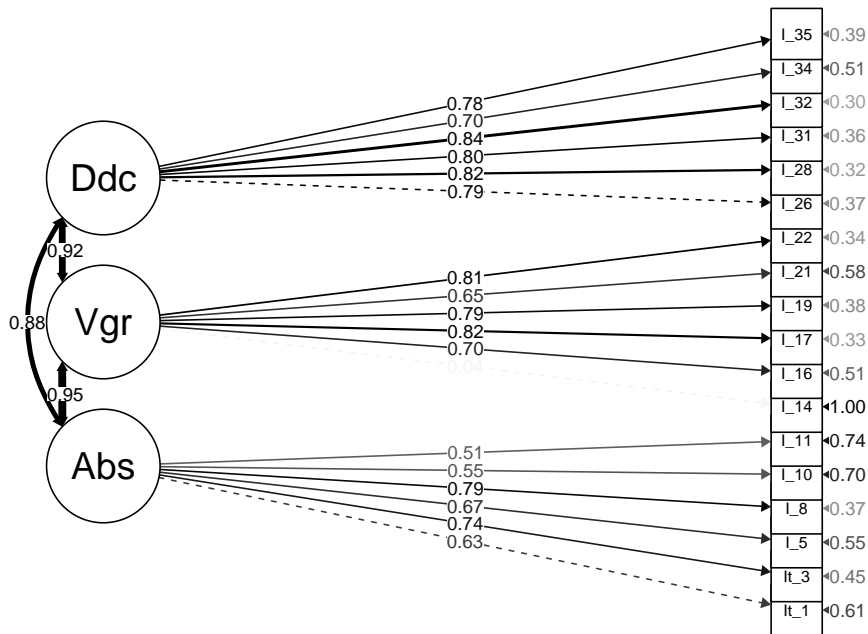 I_35
0.39
I_34
0.51
0.78
0.70
I_32
0.30
0.84
I_31
0.36
0.80
Ddc
0.82
I_28
0.32
0.79
I_26
0.37
0.92
I_22
0.34
0.81
I_21
0.58
0.65
0.88
Vgr
0.79
I_19
0.38
0.82
I_17
0.33
0.70
0.04
I_16
0.51
0.95
I_14
1.00
I_11
0.74
0.51
Abs
0.55
I_10
0.70
0.79
I_8
0.37
0.67
0.74
I_5
0.55
0.63
It_3
0.45
It_1
0.61